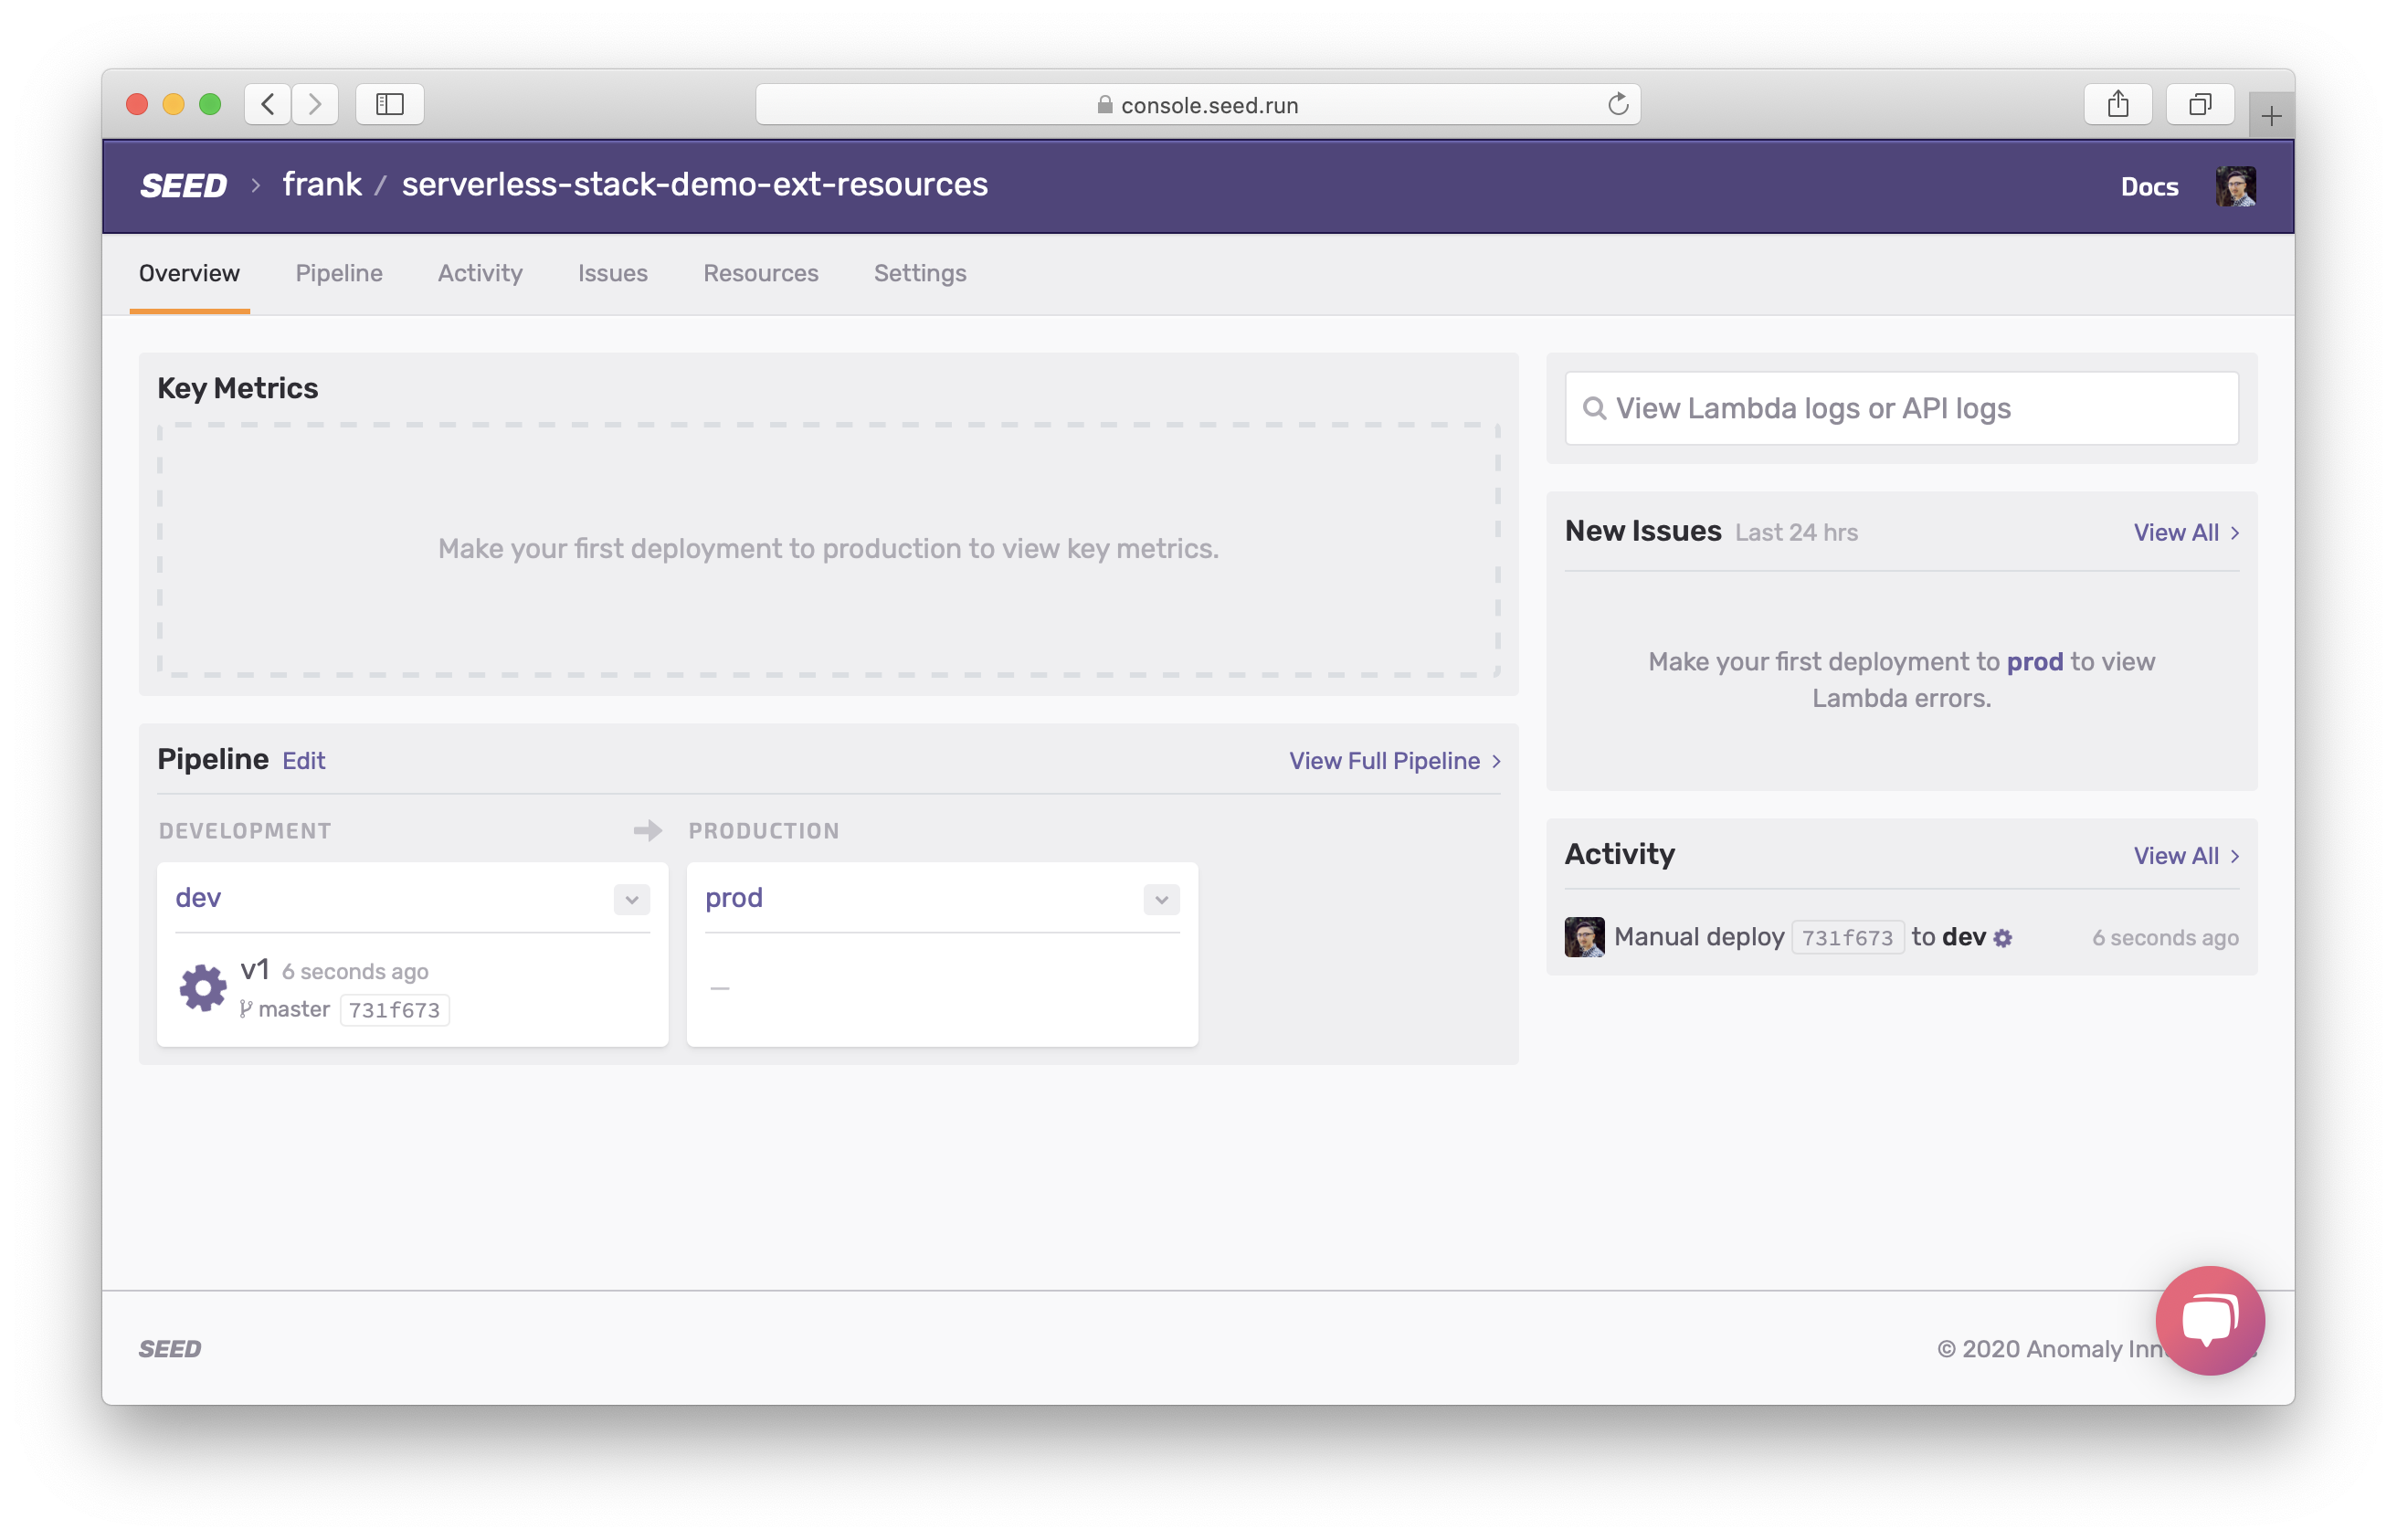 console.seed.run
SEED > frank / serverless-stack-demo-ext-resources
Docs
Overview
Pipeline
Activity
Issues
Resources
Settings
Key Metrics
Make your first deployment to production to view key metrics.
Pipeline Edit
View Full Pipeline >
DEVELOPMENT
PRODUCTION
dev
v1 6 seconds ago
master 731f673
prod
—
View Lambda logs or API logs
New Issues Last 24 hrs
View All >
Make your first deployment to prod to view
Lambda errors.
Activity
View All >
Manual deploy 731f673 to dev
6 seconds ago
SEED
© 2020 Anomaly